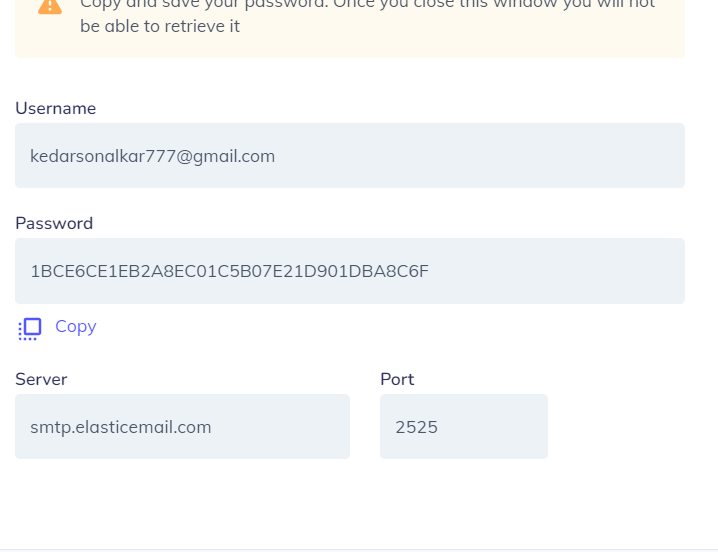 Copy and save your password. Once you close this window you will not
be able to retrieve it
Username
kedarsonalkar777@gmail.com
Password
1BCE6CE1EB2A8EC01C5B07E21D901DBA8C6F
Copy
Server
Port
smtp.elasticemail.com
2525